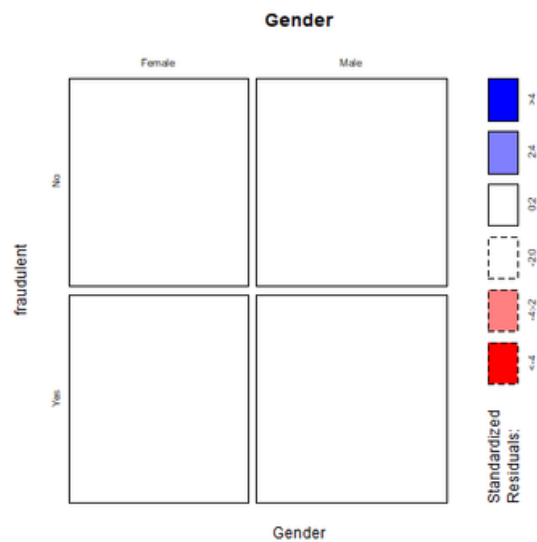 Gender
Female Male
No
Yes
fraudulent
Gender
>4
2:4
0:2
-2:0
-4:-2
<-4
Standardized
Residuals: